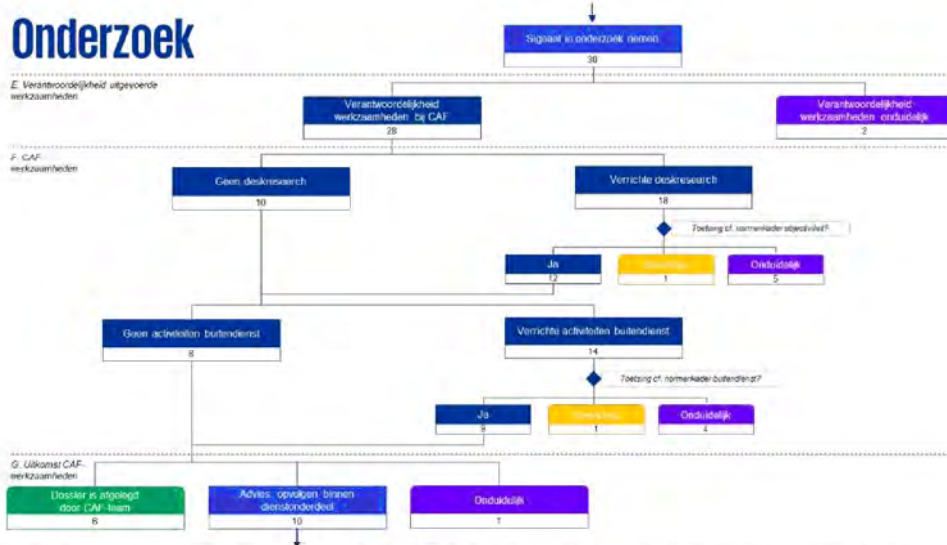 Onderzoek
Signaal in onderzoek nemen
30
E. Verantwoordelijkheid uitgevoerde
werkzaamheden
Verantwoordelijkheid
werkzaamheden bij CAF
28
Verantwoordelijkheid
werkzaamheden onduidelijk
2
F. CAF-
werkzaamheden
Geen deskresearch
10
Verrichte deskresearch
18
Toetsing cf. normenkader objectiviteit?
Ja
12
1
Onduidelijk
5
Geen activiteiten buitendienst
8
Verrichte activiteiten buitendienst
14
Toetsing cf. normenkader buitendienst?
Ja
9
1
Onduidelijk
4
G. Uitkomst CAF-
werkzaamheden
Dossier is afgelegd
door CAF-team
6
Advies: opvolgen binnen
dienstonderdeel
10
Onduidelijk
1